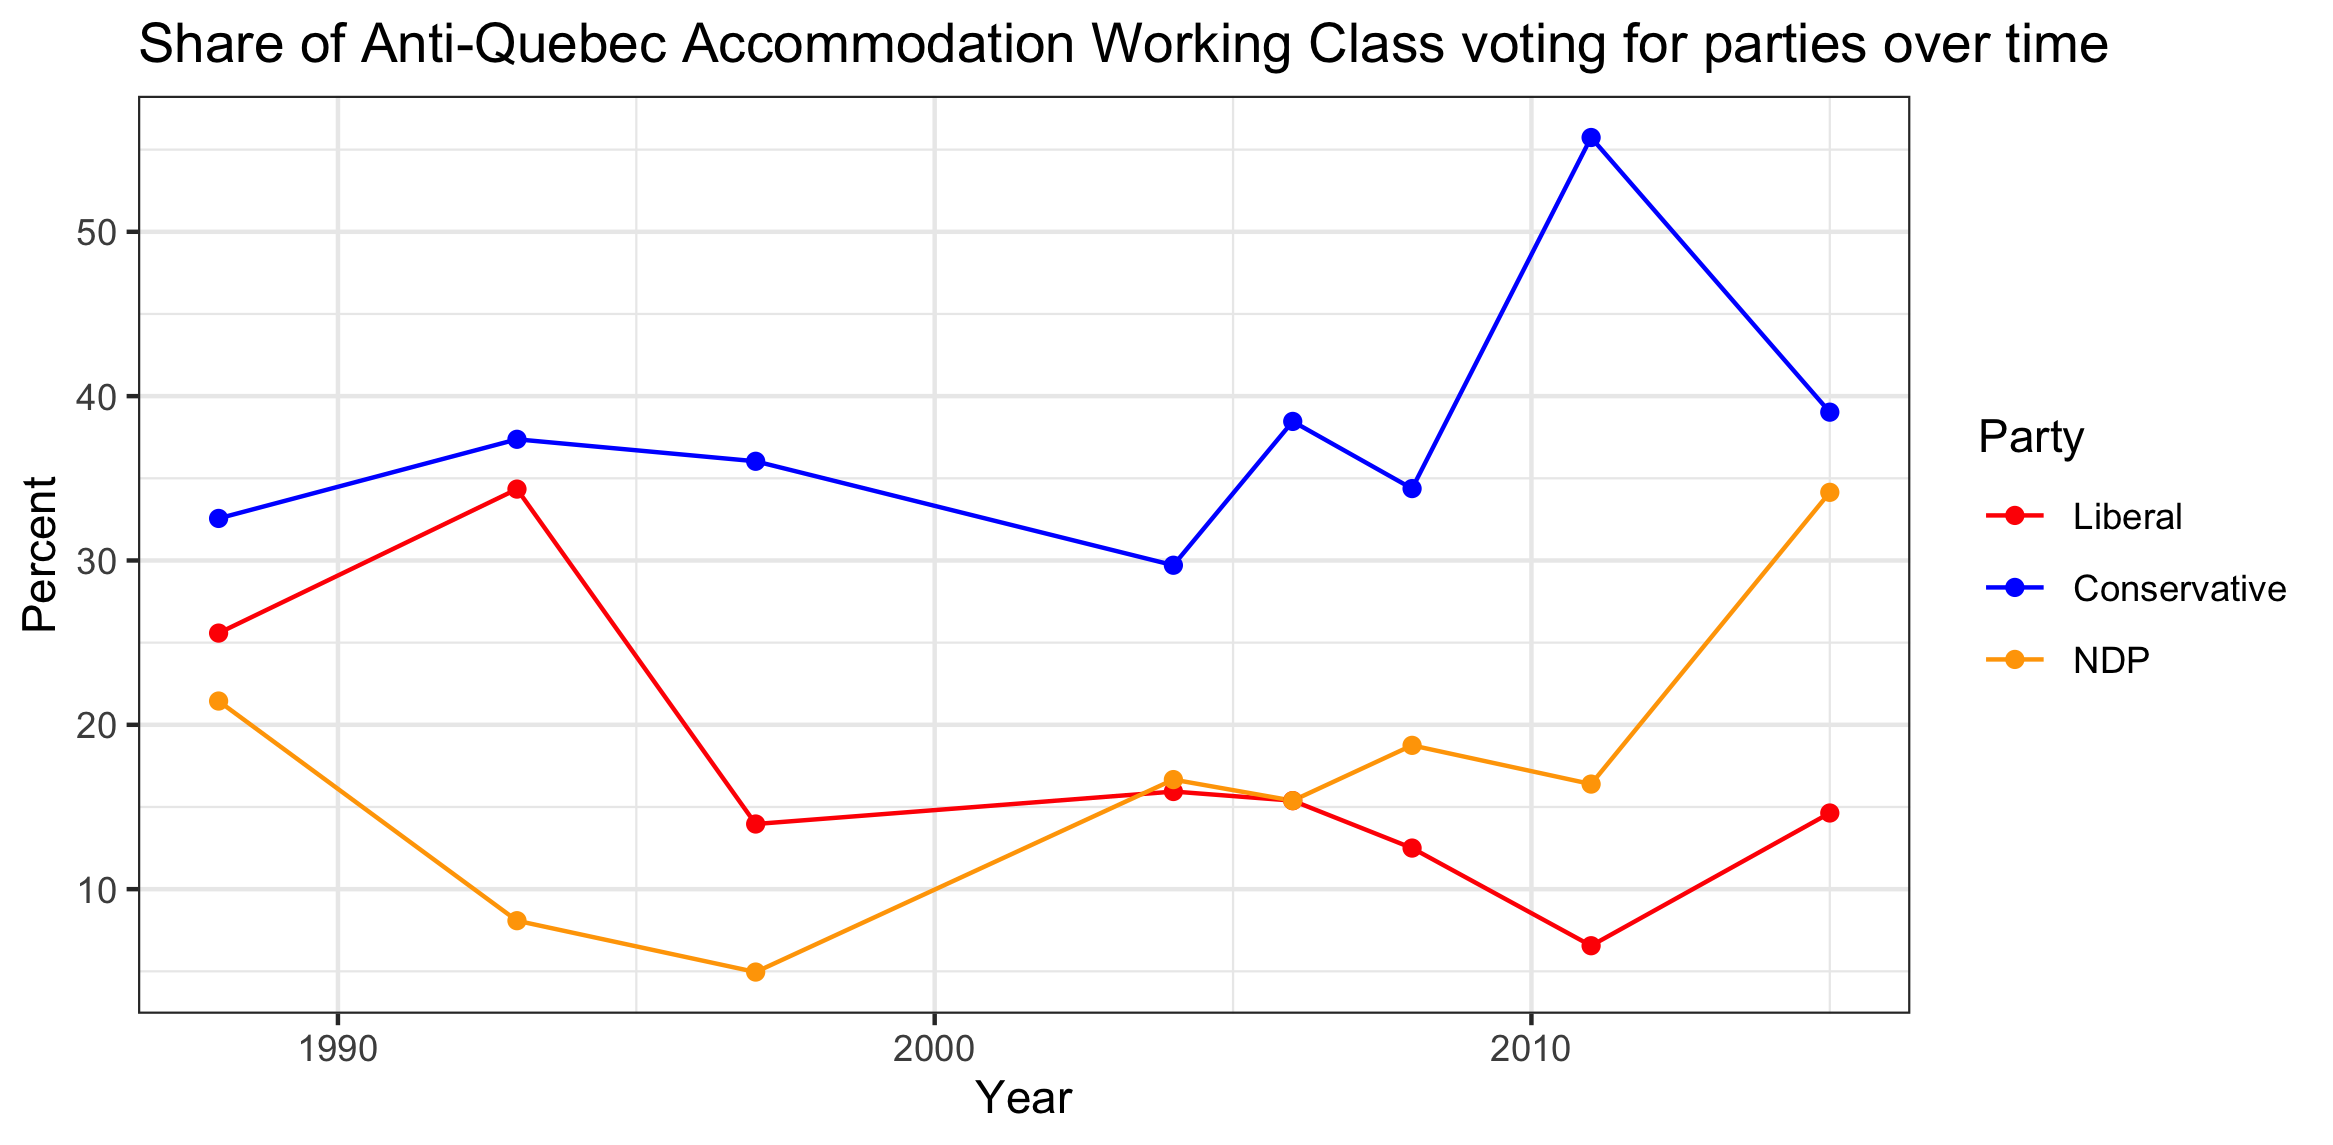 Share of Anti-Quebec Accommodation Working Class voting for parties over time
50
40
30
20
10
Percent
1990
2000
2010
Year
Party
Liberal
Conservative
NDP